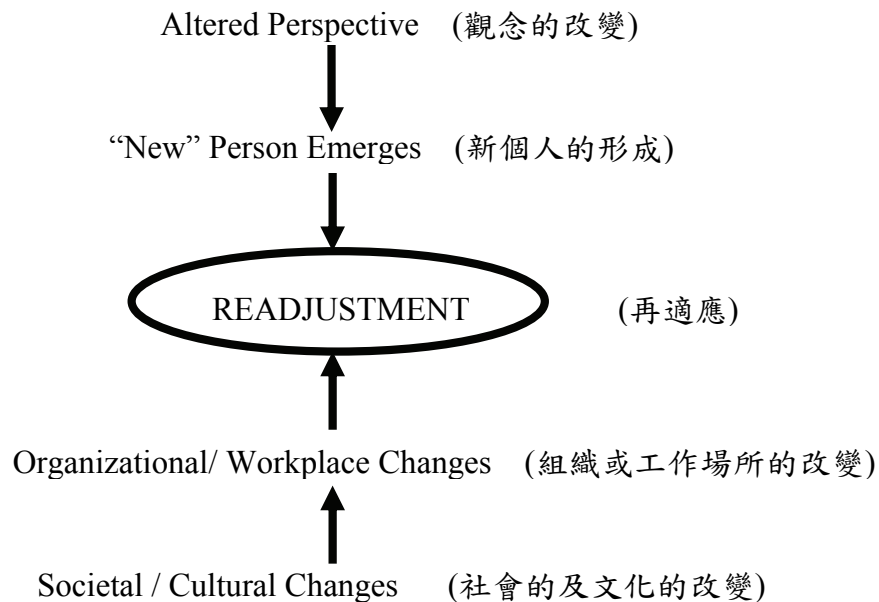 Altered Perspective (觀念的改變)
“New” Person Emerges (新個人的形成)
READJUSTMENT (再適應)
Organizational/ Workplace Changes (組織或工作場所的改變)
Societal / Cultural Changes (社會的及文化的改變)